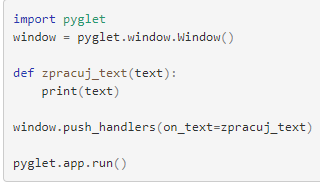 import pyglet
window = pyglet.window.Window()
def zpracuj_text(text):
    print(text)
window.push_handlers(on_text=zpracuj_text)
pyglet.app.run()